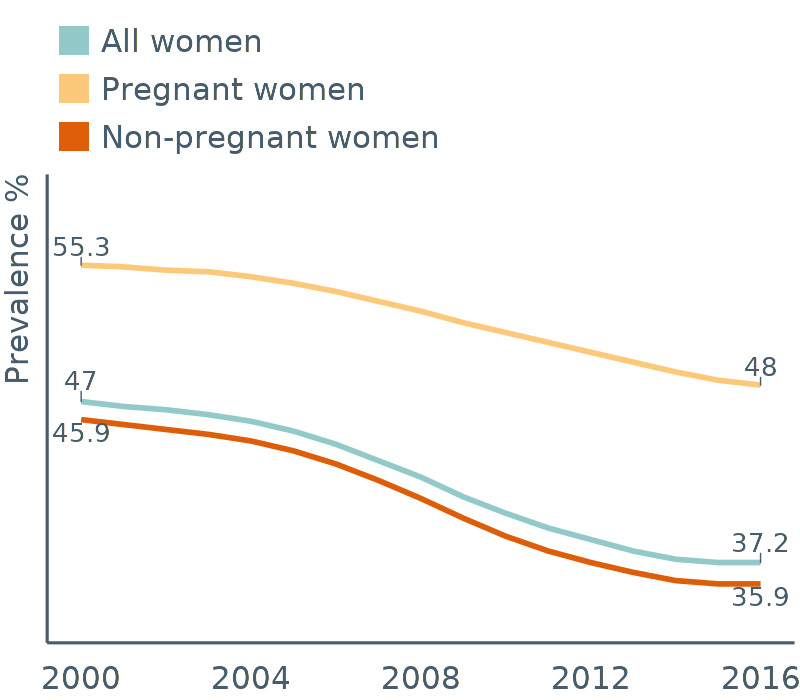 All women
Pregnant women
Non-pregnant women
Prevalence %
55.3
48
47
45.9
37.2
35.9
2000 2004 2008 2012 2016